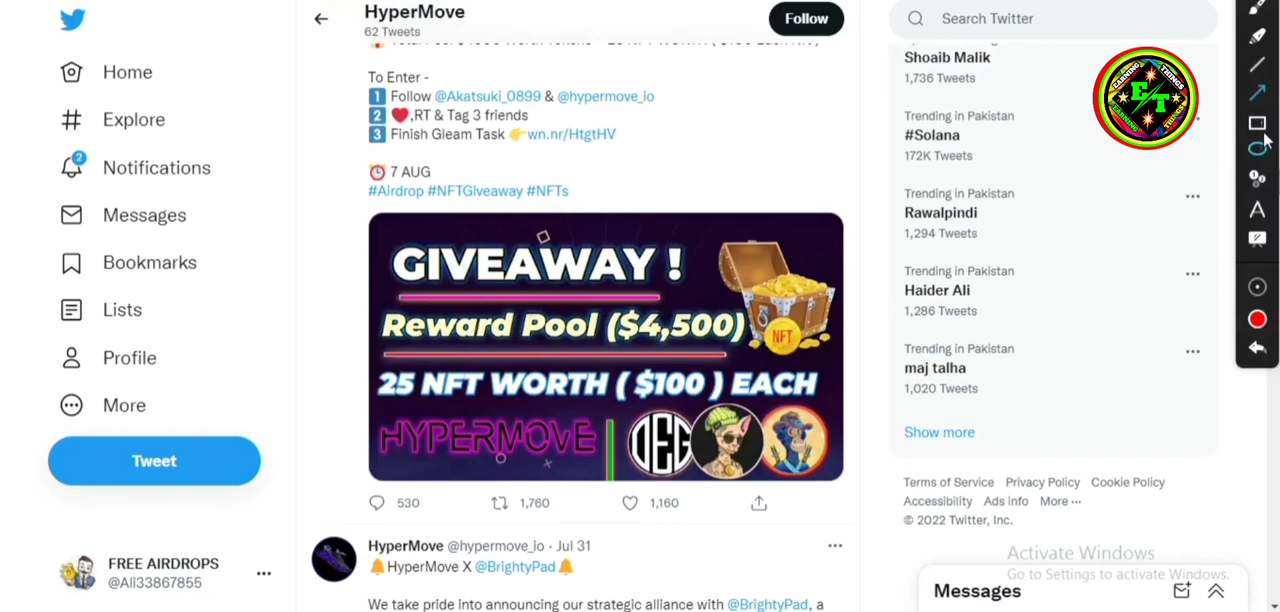 HyperMove
62 Tweets
Follow
Search Twitter
Home
Explore
2
Notifications
Messages
Bookmarks
Lists
Profile
More
Tweet
FREE AIRDROPS
@Ali33867855
To Enter -
1 Follow @Akatsuki_0899 & @hypermove_io
2 ❤️,RT & Tag 3 friends
3 Finish Gleam Task 👉wn.nr/HtgtHV
⏰ 7 AUG
#Airdrop #NFTGiveaway #NFTs
GIVEAWAY !
Reward Pool ($4,500)
NFT
25 NFT WORTH ( $100 ) EACH
HYPERMOVE
OEG
530 1,760 1,160
HyperMove @hypermove_io · Jul 31
🔔HyperMove X @BrightyPad🔔
We take pride into announcing our strategic alliance with @BrightyPad, a
Shoaib Malik
1,736 Tweets
Trending in Pakistan
#Solana
172K Tweets
Trending in Pakistan
Rawalpindi
1,294 Tweets
Trending in Pakistan
Haider Ali
1,286 Tweets
Trending in Pakistan
maj talha
1,020 Tweets
Show more
Terms of Service Privacy Policy Cookie Policy
Accessibility Ads info More ···
© 2022 Twitter, Inc.
Activate Windows
Go to Settings to activate Windows.
Messages
EARNING THINGS
E/T
EARNING THINGS
A